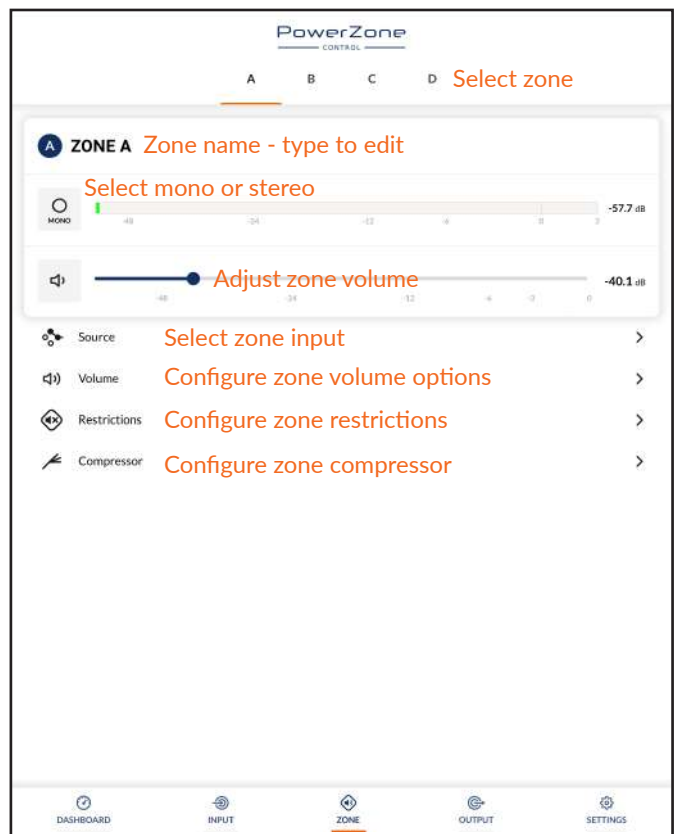 PowerZone
CONTROL
A B C D Select zone
A ZONE A Zone name - type to edit
Select mono or stereo
MONO
-57.7 dB
-48 -24 -12 -6 0 3
Adjust zone volume
-40.1 dB
-48 -24 -12 -6 -3 0
Source Select zone input
Volume Configure zone volume options
Restrictions Configure zone restrictions
Compressor Configure zone compressor
DASHBOARD INPUT ZONE OUTPUT SETTINGS